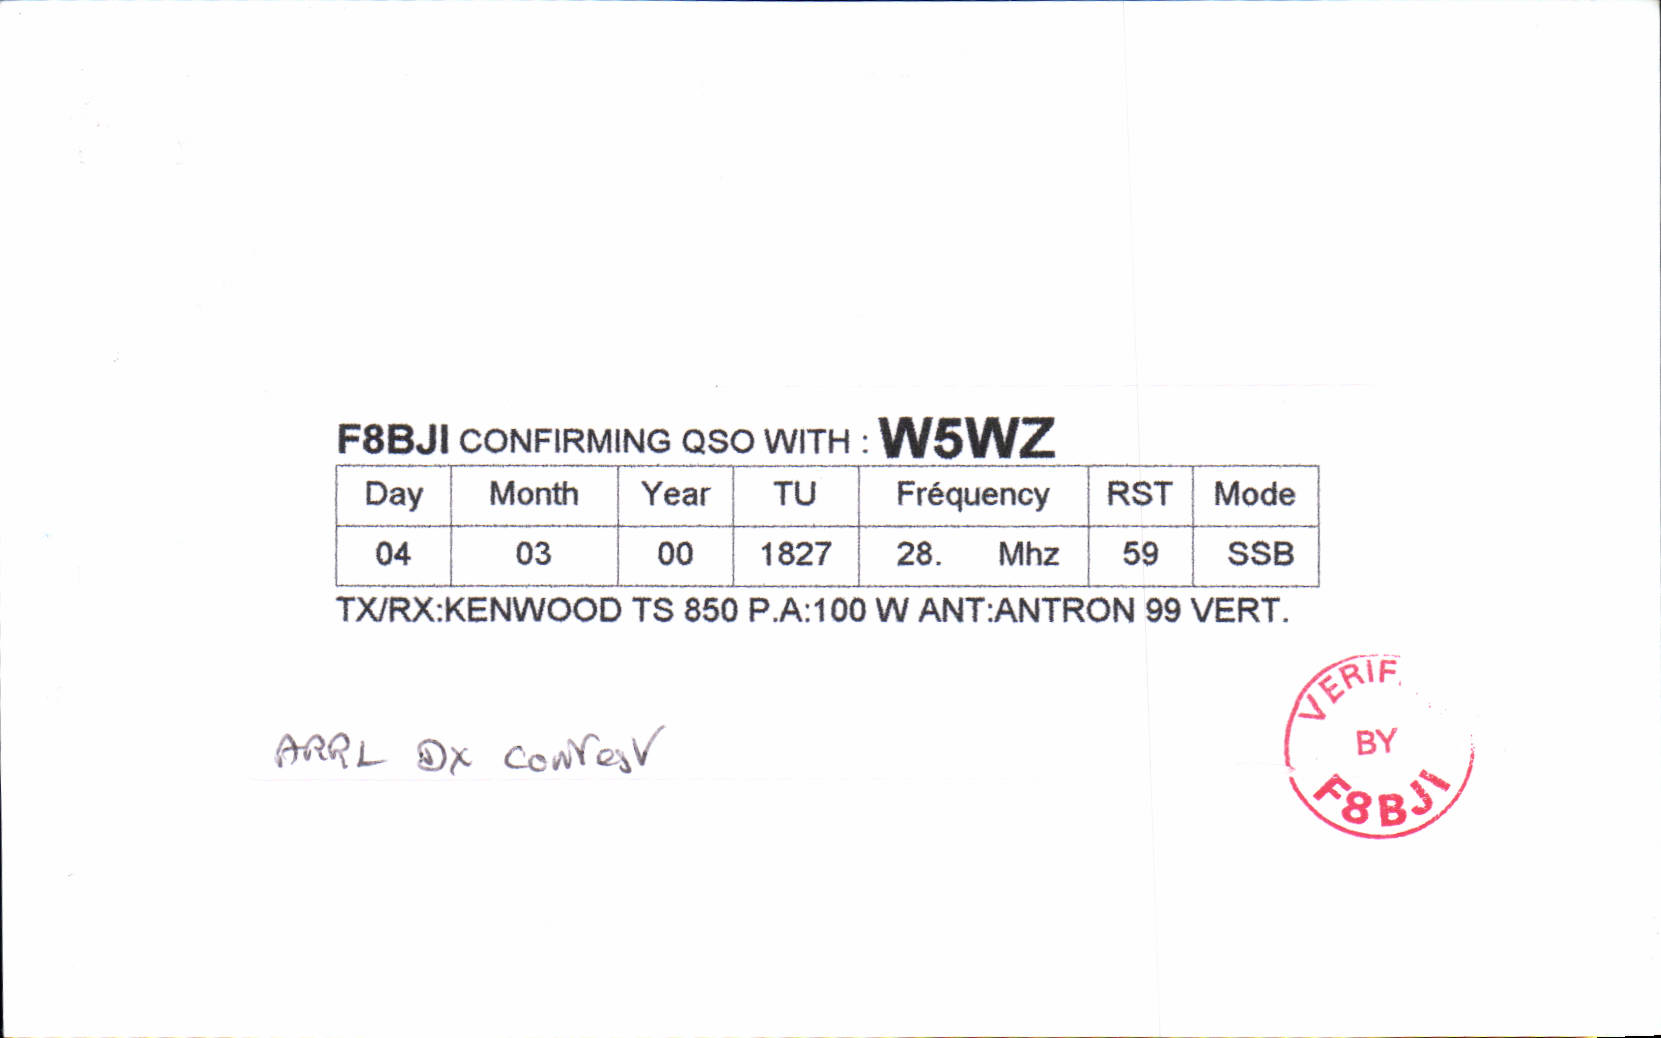 F8BJI CONFIRMING QSO WITH : W5WZ
Day Month Year TU Fréquency RST Mode
04 03 00 1827 28. Mhz 59 SSB
TX/RX:KENWOOD TS 850 P.A:100 W ANT:ANTRON 99 VERT.
ARRL DX contest
VERIF.
BY
F8BJI